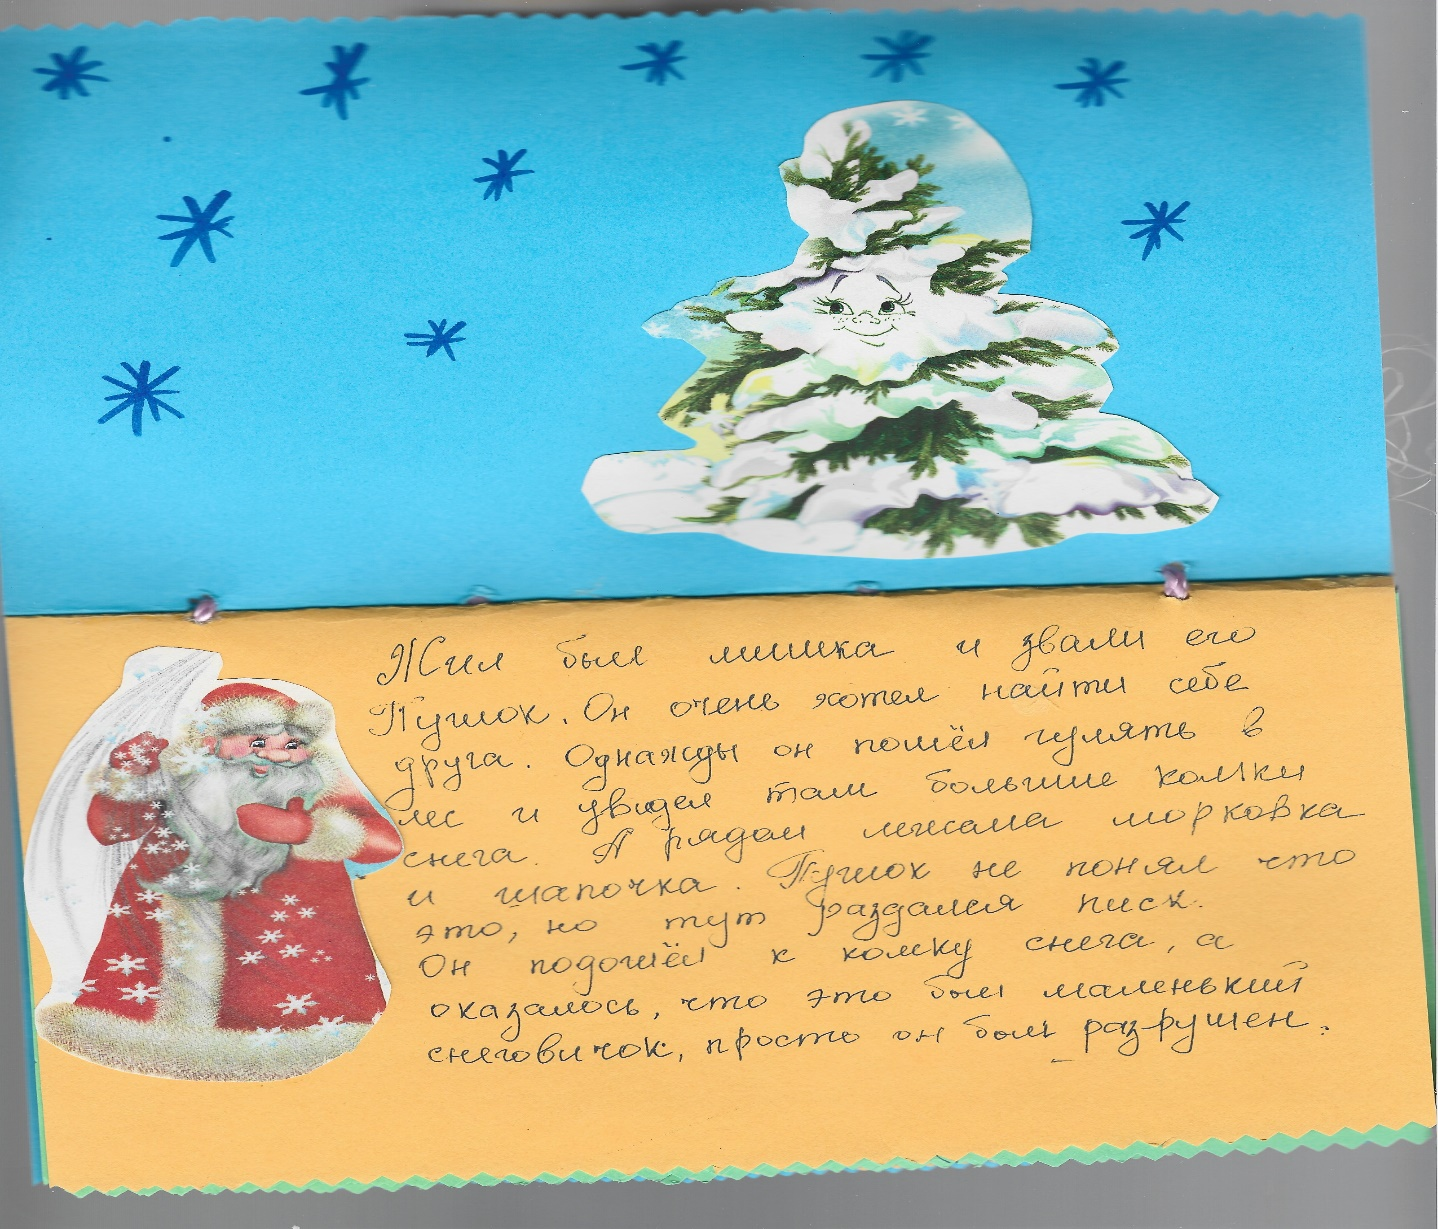 Жил был мишка и звали его
Пушок. Он очень хотел найти себе
друга. Однажды он пошёл гулять в
лес и увидел там большие комки
снега. А рядом лежала морковка
и шапочка. Пушок не понял что
это, но тут раздался писк.
Он подошёл к комку снега, а
оказалось, что это был маленький
снеговичок, просто он был разрушен.